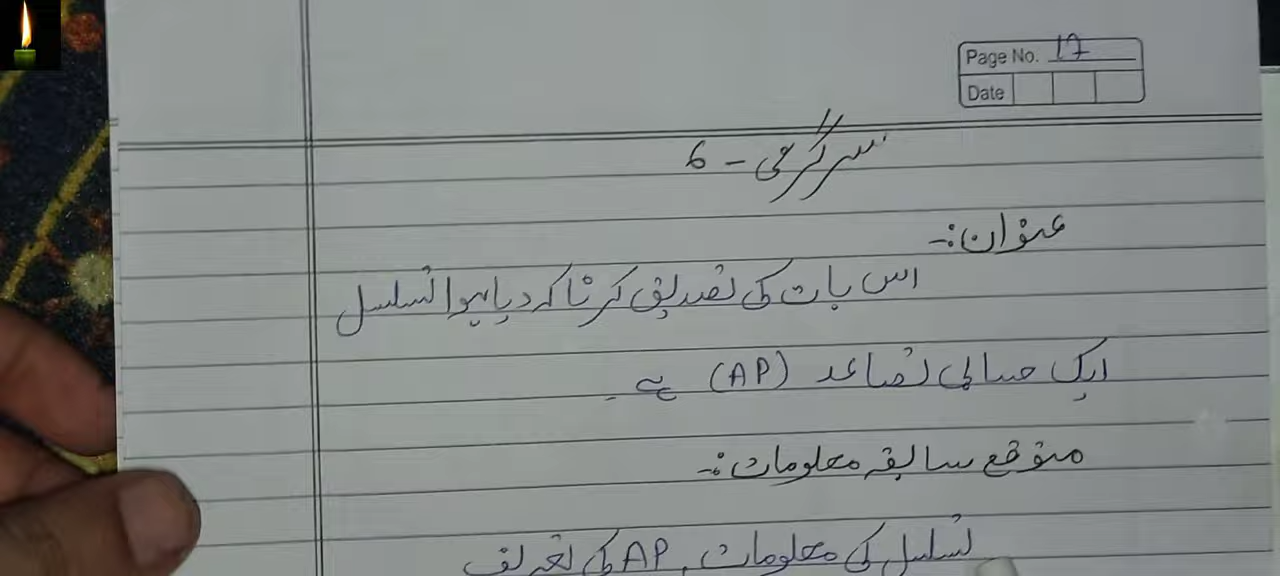 Page No. 17
Date
سرگرمی - 6
عنوان:-
اس بات کی تصدیق کرنا کہ دیا ہوا تسلسل
ایک حسابی تصاعد (AP) ہے۔
متوقع سابقہ معلومات:-
تسلسل کی معلومات، AP کی تعریف